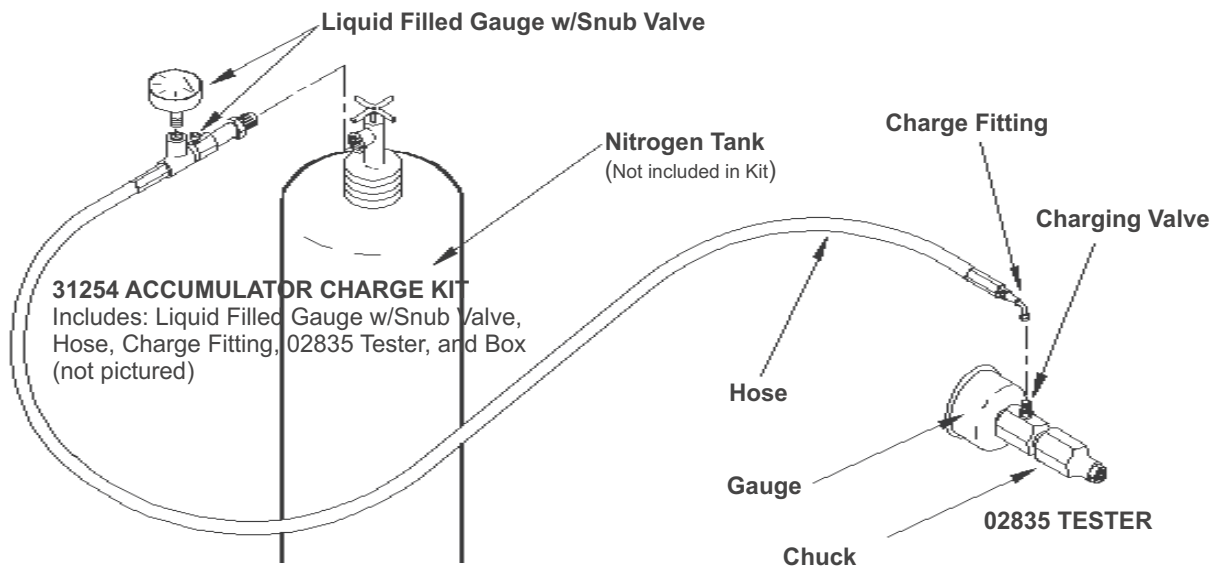 Liquid Filled Gauge w/Snub Valve
Nitrogen Tank
(Not included in Kit)
Charge Fitting
Charging Valve
31254 ACCUMULATOR CHARGE KIT
Includes: Liquid Filled Gauge w/Snub Valve,
Hose, Charge Fitting, 02835 Tester, and Box
(not pictured)
Hose
Gauge
02835 TESTER
Chuck